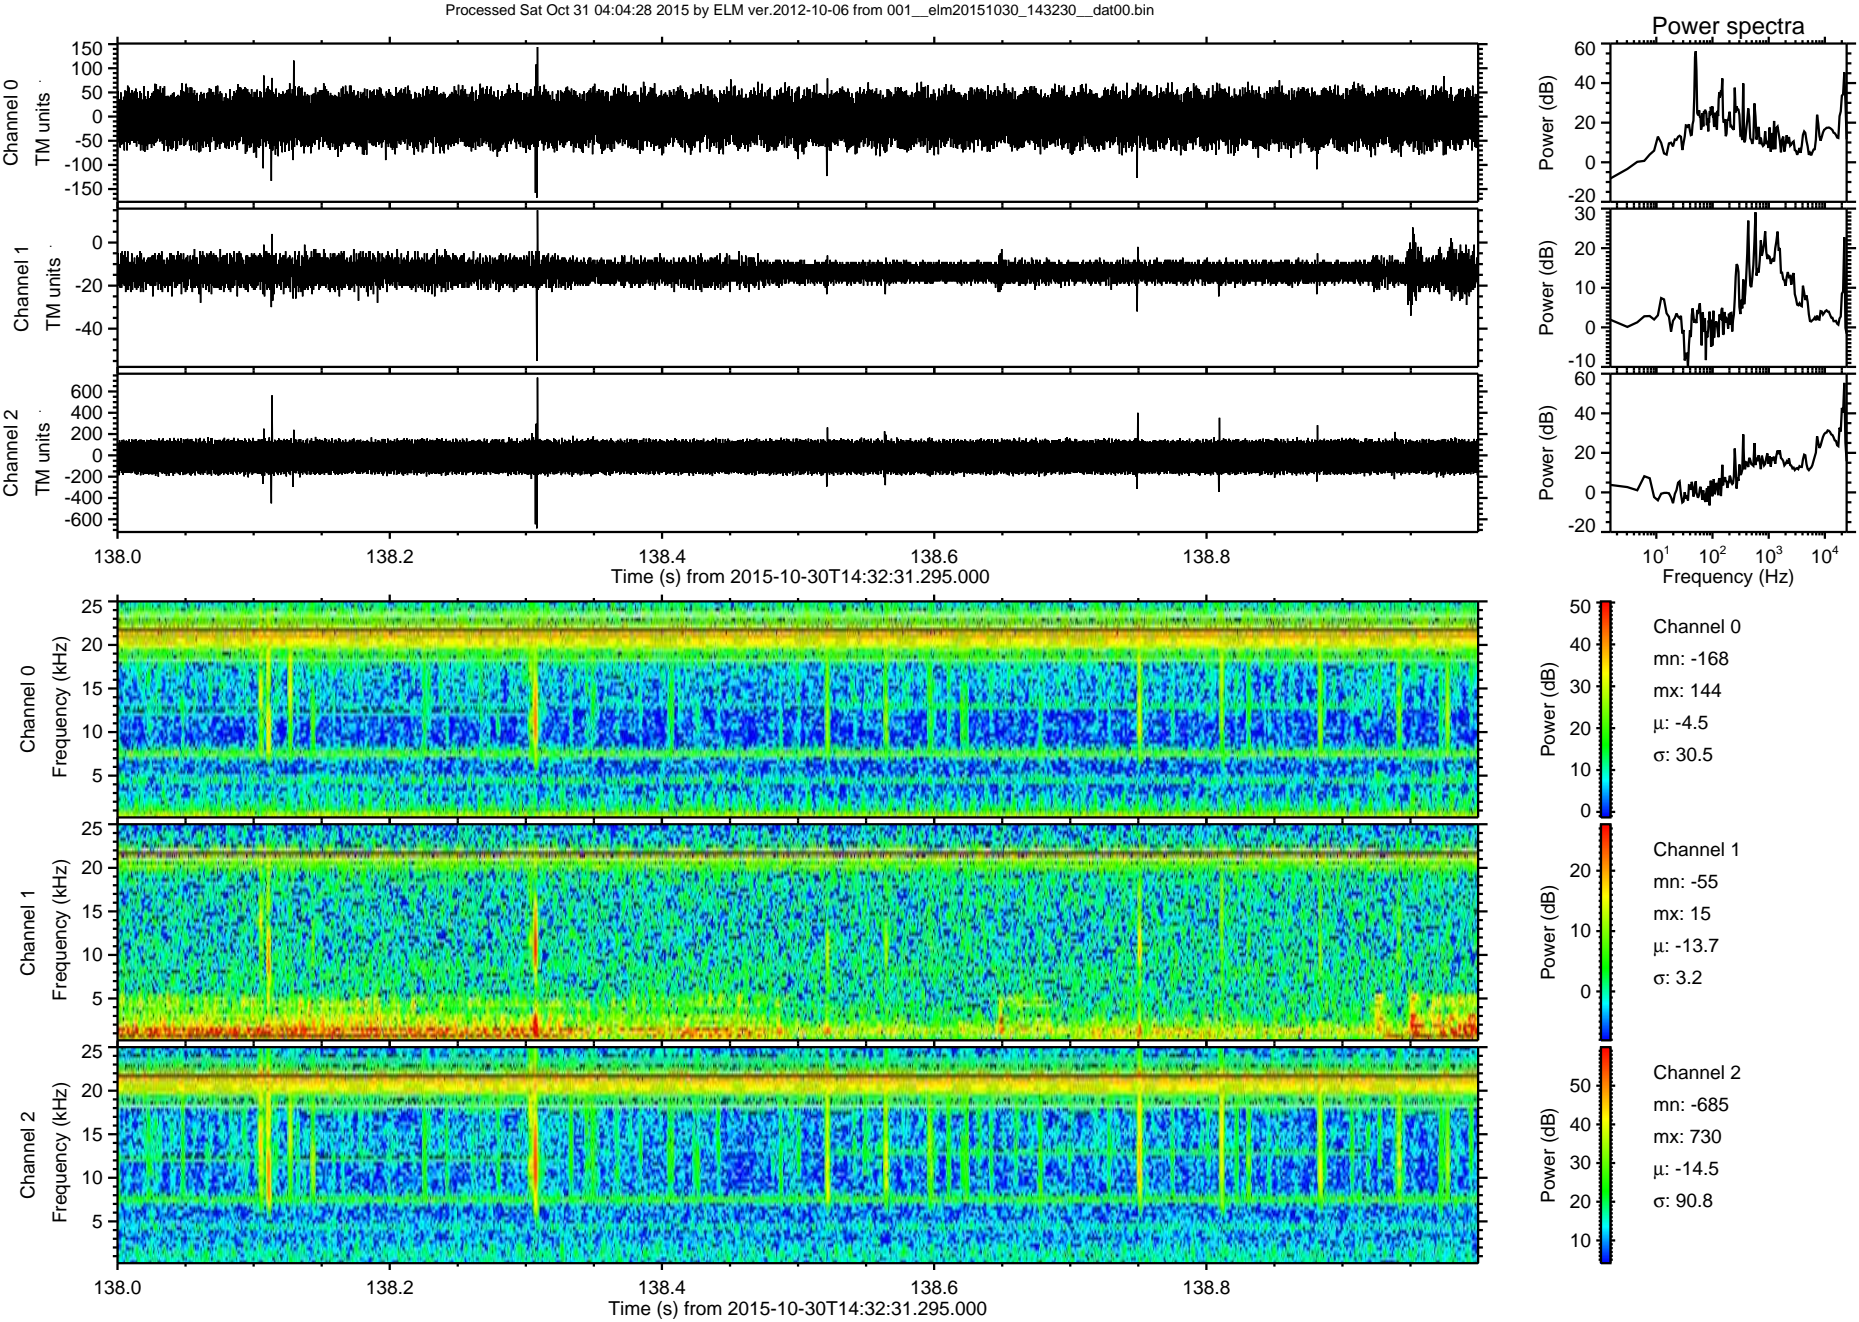 Processed Sat Oct 31 04:04:28 2015 by ELM ver.2012-10-06 from 001__elm20151030_143230__dat00.bin
Power spectra
Channel 0
TM units
150
100
50
0
-50
-100
-150
Power (dB)
60
40
20
0
-20
Channel 1
TM units
0
-20
-40
Power (dB)
30
20
10
0
-10
Channel 2
TM units
600
400
200
0
-200
-400
-600
Power (dB)
60
40
20
0
-20
138.0 138.2 138.4 138.6 138.8
Time (s) from 2015-10-30T14:32:31.295.000
10¹ 10² 10³ 10⁴
Frequency (Hz)
Channel 0
Frequency (kHz)
25
20
15
10
5
Power (dB)
50
40
30
20
10
0
Channel 0
mn: -168
mx: 144
μ: -4.5
σ: 30.5
Channel 1
Frequency (kHz)
25
20
15
10
5
Power (dB)
20
10
0
Channel 1
mn: -55
mx: 15
μ: -13.7
σ: 3.2
Channel 2
Frequency (kHz)
25
20
15
10
5
Power (dB)
50
40
30
20
10
Channel 2
mn: -685
mx: 730
μ: -14.5
σ: 90.8
138.0 138.2 138.4 138.6 138.8
Time (s) from 2015-10-30T14:32:31.295.000